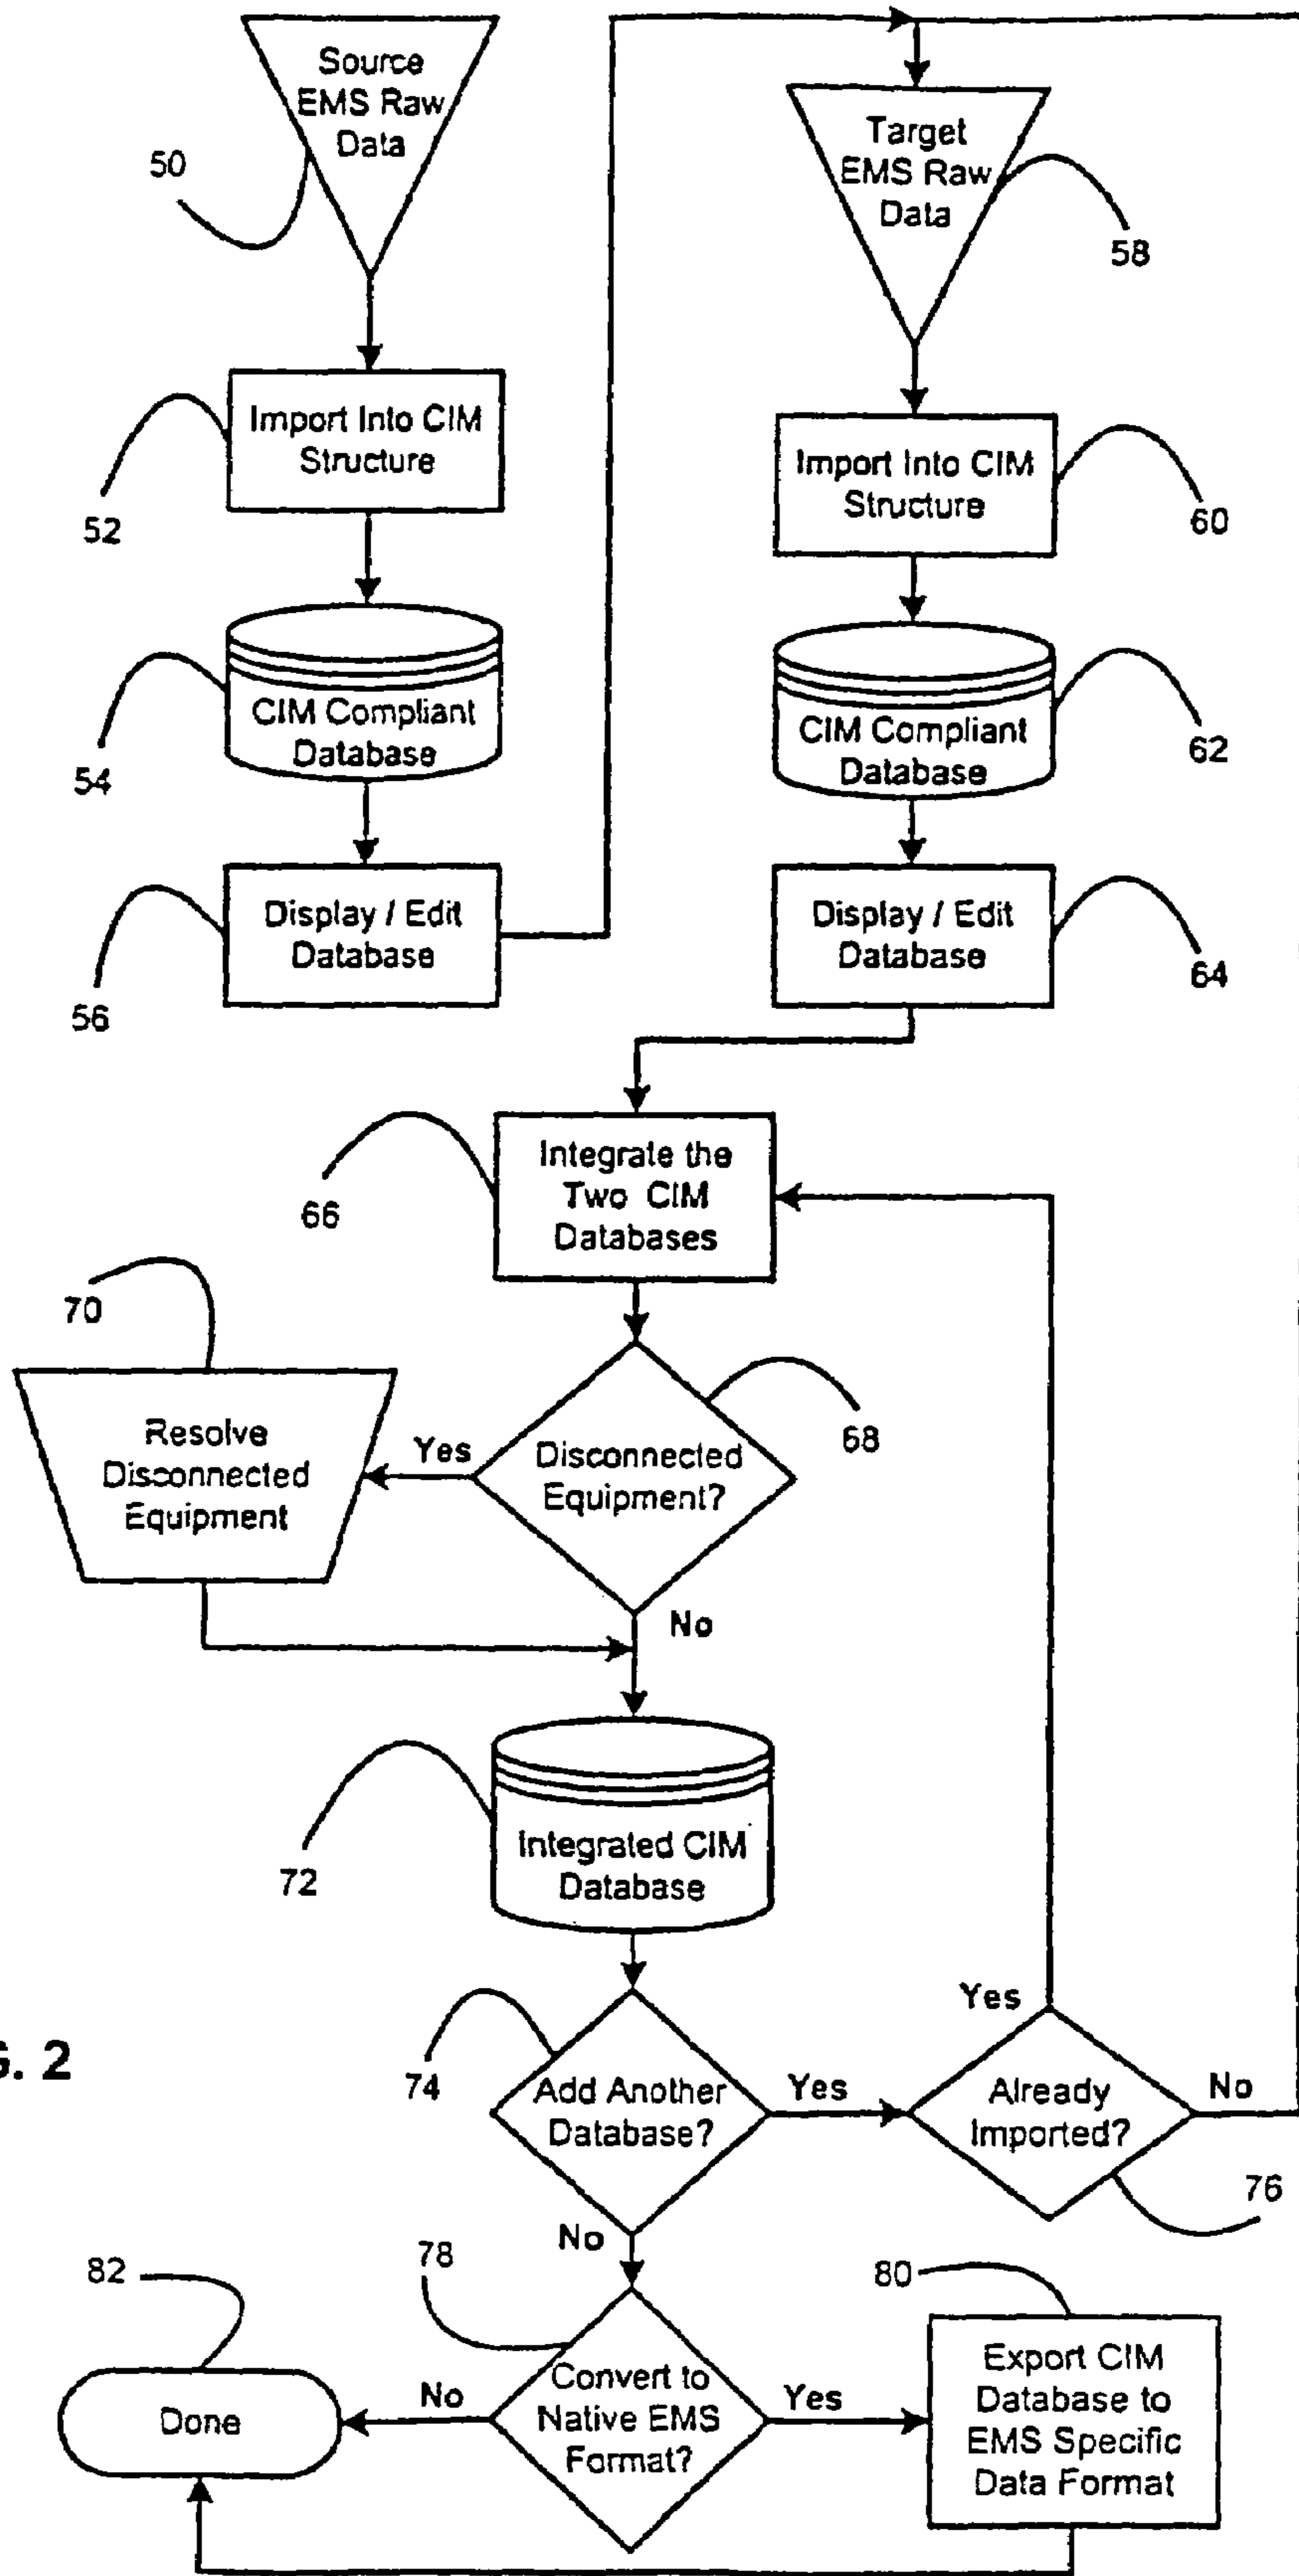 Source
EMS Raw
Data
50
Import Into CIM
Structure
52
CIM Compliant
Database
54
Display / Edit
Database
56
Target
EMS Raw
Data
58
Import Into CIM
Structure
60
CIM Compliant
Database
62
Display / Edit
Database
64
Integrate the
Two CIM
Databases
66
Disconnected
Equipment?
68
Yes
No
Resolve
Disconnected
Equipment
70
Integrated CIM
Database
72
Add Another
Database?
74
Yes
No
Already
Imported?
76
Yes
No
G. 2
Convert to
Native EMS
Format?
78
No
Yes
Export CIM
Database to
EMS Specific
Data Format
80
Done
82